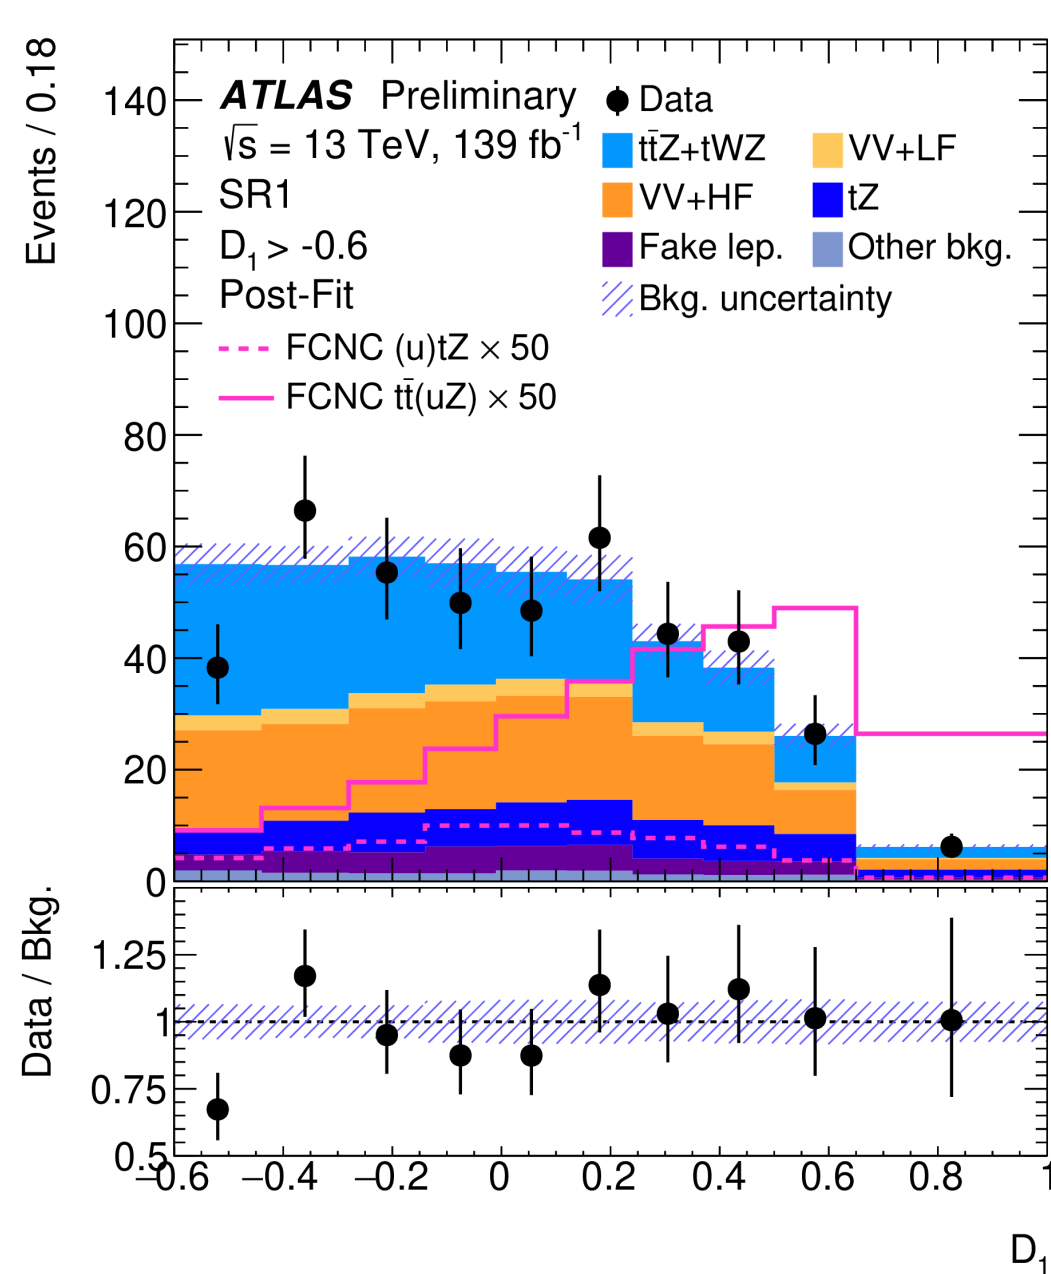 Events / 0.18
140
120
100
80
60
40
20
0
ATLAS Preliminary
√s = 13 TeV, 139 fb⁻¹
SR1
D₁ > -0.6
Post-Fit
FCNC (u)tZ × 50
FCNC tt̄(uZ) × 50
Data
tt̄Z+tWZ
VV+LF
VV+HF
tZ
Fake lep.
Other bkg.
Bkg. uncertainty
Data / Bkg.
1.25
1
0.75
0.5
−0.6 −0.4 −0.2 0 0.2 0.4 0.6 0.8 1
D₁